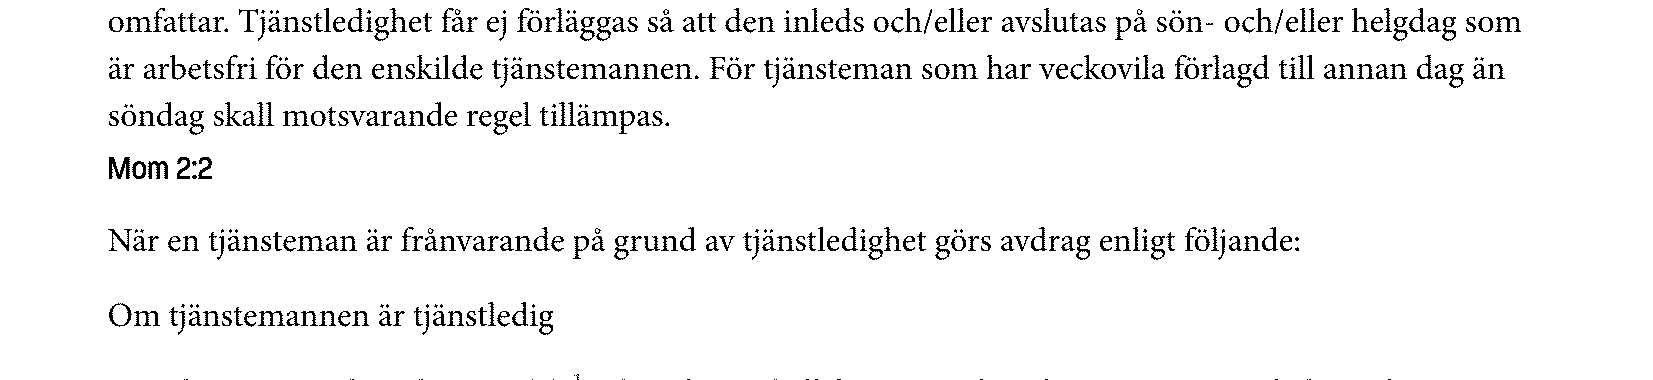 omfattar. Tjänstledighet får ej förläggas så att den inleds och/eller avslutas på sön- och/eller helgdag som
är arbetsfri för den enskilde tjänstemannen. För tjänsteman som har veckovila förlagd till annan dag än
söndag skall motsvarande regel tillämpas.
Mom 2:2
När en tjänsteman är frånvarande på grund av tjänstledighet görs avdrag enligt följande:
Om tjänstemannen är tjänstledig